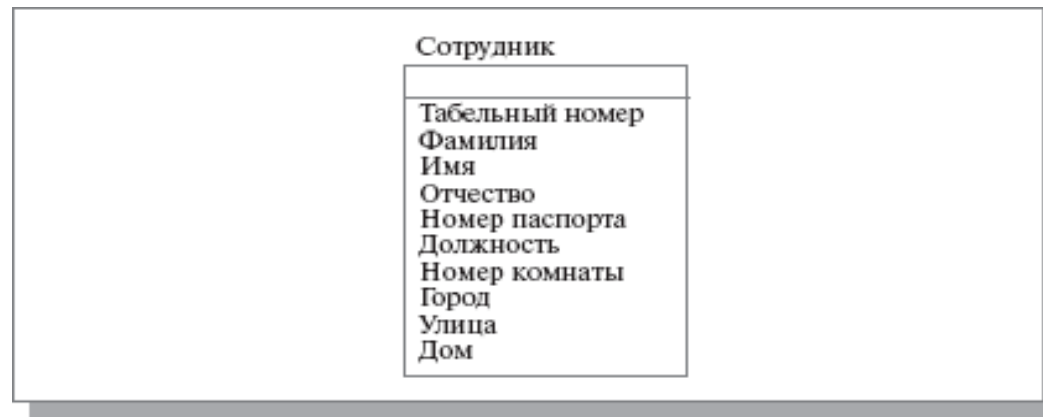 Сотрудник
Табельный номер
Фамилия
Имя
Отчество
Номер паспорта
Должность
Номер комнаты
Город
Улица
Дом